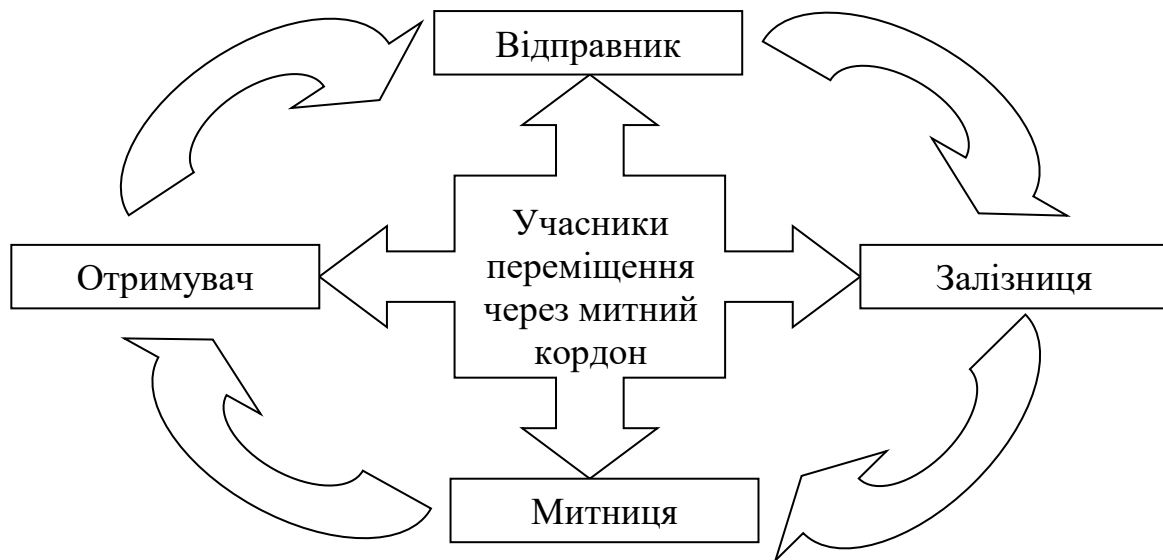 Відправник
Учасники
переміщення
через митний
кордон
Отримувач
Залізниця
Митниця